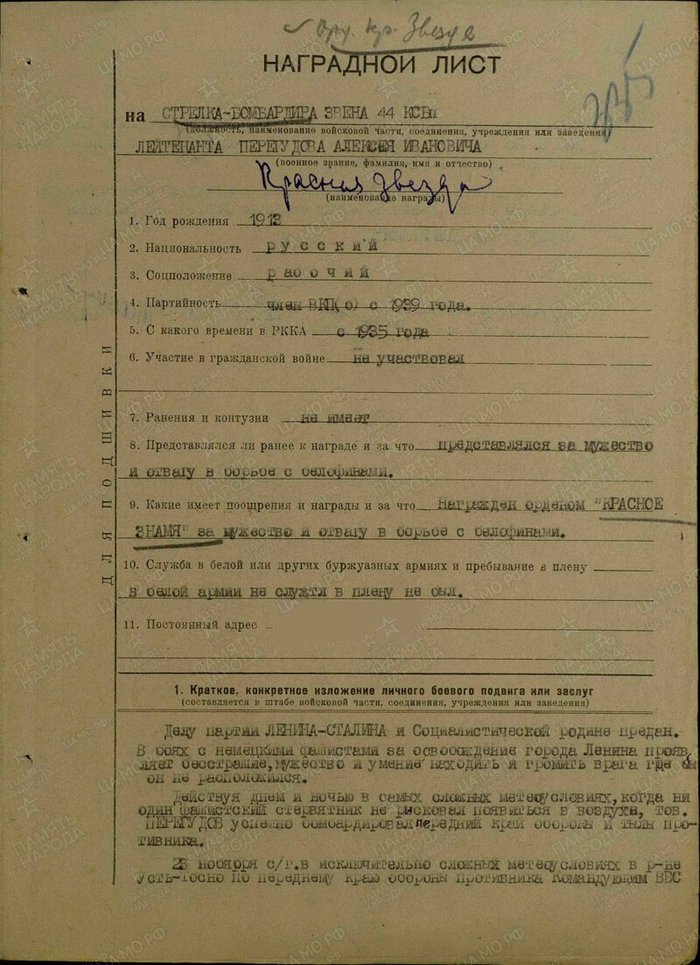 Орд. Кр. Звезда
НАГРАДНОЙ ЛИСТ
на СТРЕЛКА-БОМБАРДИРА ЗВЕНА 44 КСБП
(должность, наименование войсковой части, соединения, учреждения или заведения)
ЛЕЙТЕНАНТА ПЕРЕГУДОВА АЛЕКСЕЯ ИВАНОВИЧА
(военное звание, фамилия, имя и отчество)
Красная Звезда
(наименование награды)
1. Год рождения 1913
2. Национальность русский
3. Соцположение рабочий
4. Партийность член ВКП(б) с 1939 года.
5. С какого времени в РККА с 1935 года
6. Участие в гражданской войне не участвовал
7. Ранения и контузии не имеет
8. Представлялся ли ранее к награде и за что представлялся за мужество
и отвагу в борьбе с белофинами.
9. Какие имеет поощрения и награды и за что Награжден орденом "КРАСНОЕ
ЗНАМЯ" за мужество и отвагу в борьбе с белофинами.
10. Служба в белой или других буржуазных армиях и пребывание в плену
в белой армии не служтл в плену не был.
11. Постоянный адрес
ДЛЯ ПОДШИВКИ
1. Краткое, конкретное изложение личного боевого подвига или заслуг
(составляется в штабе войсковой части, соединения, учреждения или заведения)
Делу партии ЛЕНИНА-СТАЛИНА и Социалистической родине предан.
В боях с немецкими фашистами за освобождение города Ленина прояв
ляет бесстрашие, мужество и умение находить и громить врага где бы
он не расположился.
Действуя днем и ночью в самых сложных метеоусловиях, когда ни
один фашистский стервятник не рисковал появиться в воздухе, тов.
ПЕРЕГУДОВ успешно бомбардировал передний край обороны и тылы про-
тивника.
23 ноября с/г. в исключительно сложных метеоусловиях в р-не
Усть-Тосно по переднему краю обороны противника Командующим ВВС
ПАМЯТЬ НАРОДА
ЦАМО.РФ